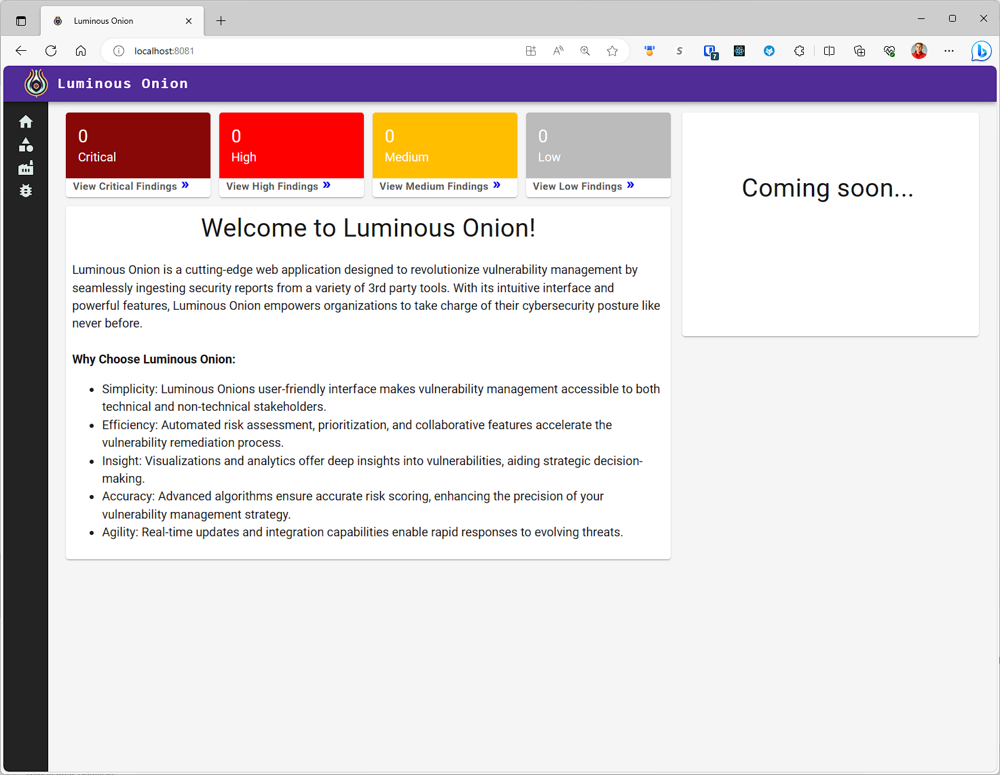 Luminous Onion
localhost:8081
S
7
Luminous Onion
0
Critical
View Critical Findings »
0
High
View High Findings »
0
Medium
View Medium Findings »
0
Low
View Low Findings »
Coming soon...
Welcome to Luminous Onion!
Luminous Onion is a cutting-edge web application designed to revolutionize vulnerability management by
seamlessly ingesting security reports from a variety of 3rd party tools. With its intuitive interface and
powerful features, Luminous Onion empowers organizations to take charge of their cybersecurity posture like
never before.
Why Choose Luminous Onion:
• Simplicity: Luminous Onions user-friendly interface makes vulnerability management accessible to both
technical and non-technical stakeholders.
• Efficiency: Automated risk assessment, prioritization, and collaborative features accelerate the
vulnerability remediation process.
• Insight: Visualizations and analytics offer deep insights into vulnerabilities, aiding strategic decision-
making.
• Accuracy: Advanced algorithms ensure accurate risk scoring, enhancing the precision of your
vulnerability management strategy.
• Agility: Real-time updates and integration capabilities enable rapid responses to evolving threats.